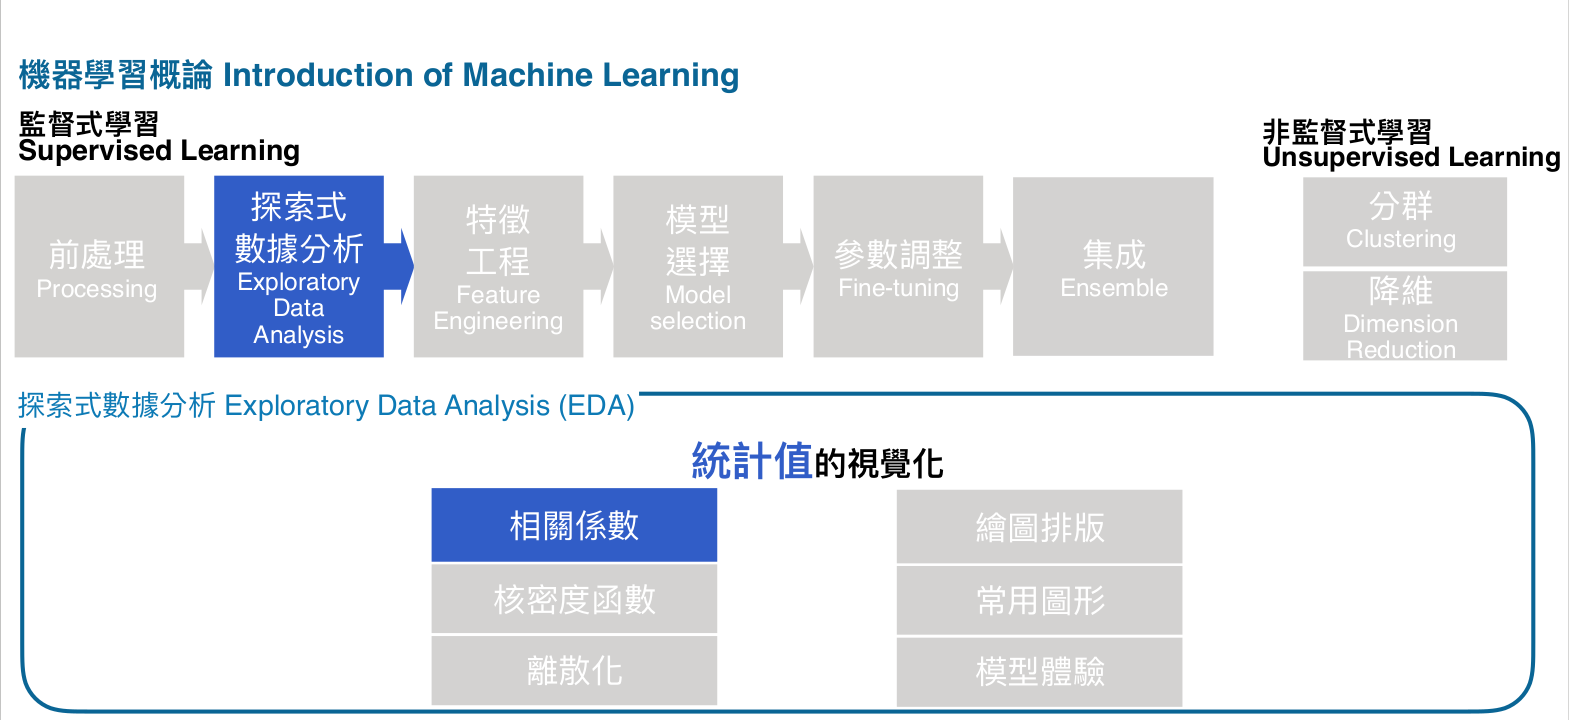 機器學習概論 Introduction of Machine Learning
監督式學習
Supervised Learning
非監督式學習
Unsupervised Learning
前處理
Processing
探索式
數據分析
Exploratory
Data
Analysis
特徵
工程
Feature
Engineering
模型
選擇
Model
selection
參數調整
Fine-tuning
集成
Ensemble
分群
Clustering
降維
Dimension
Reduction
探索式數據分析 Exploratory Data Analysis (EDA)
統計值的視覺化
相關係數
核密度函數
離散化
繪圖排版
常用圖形
模型體驗